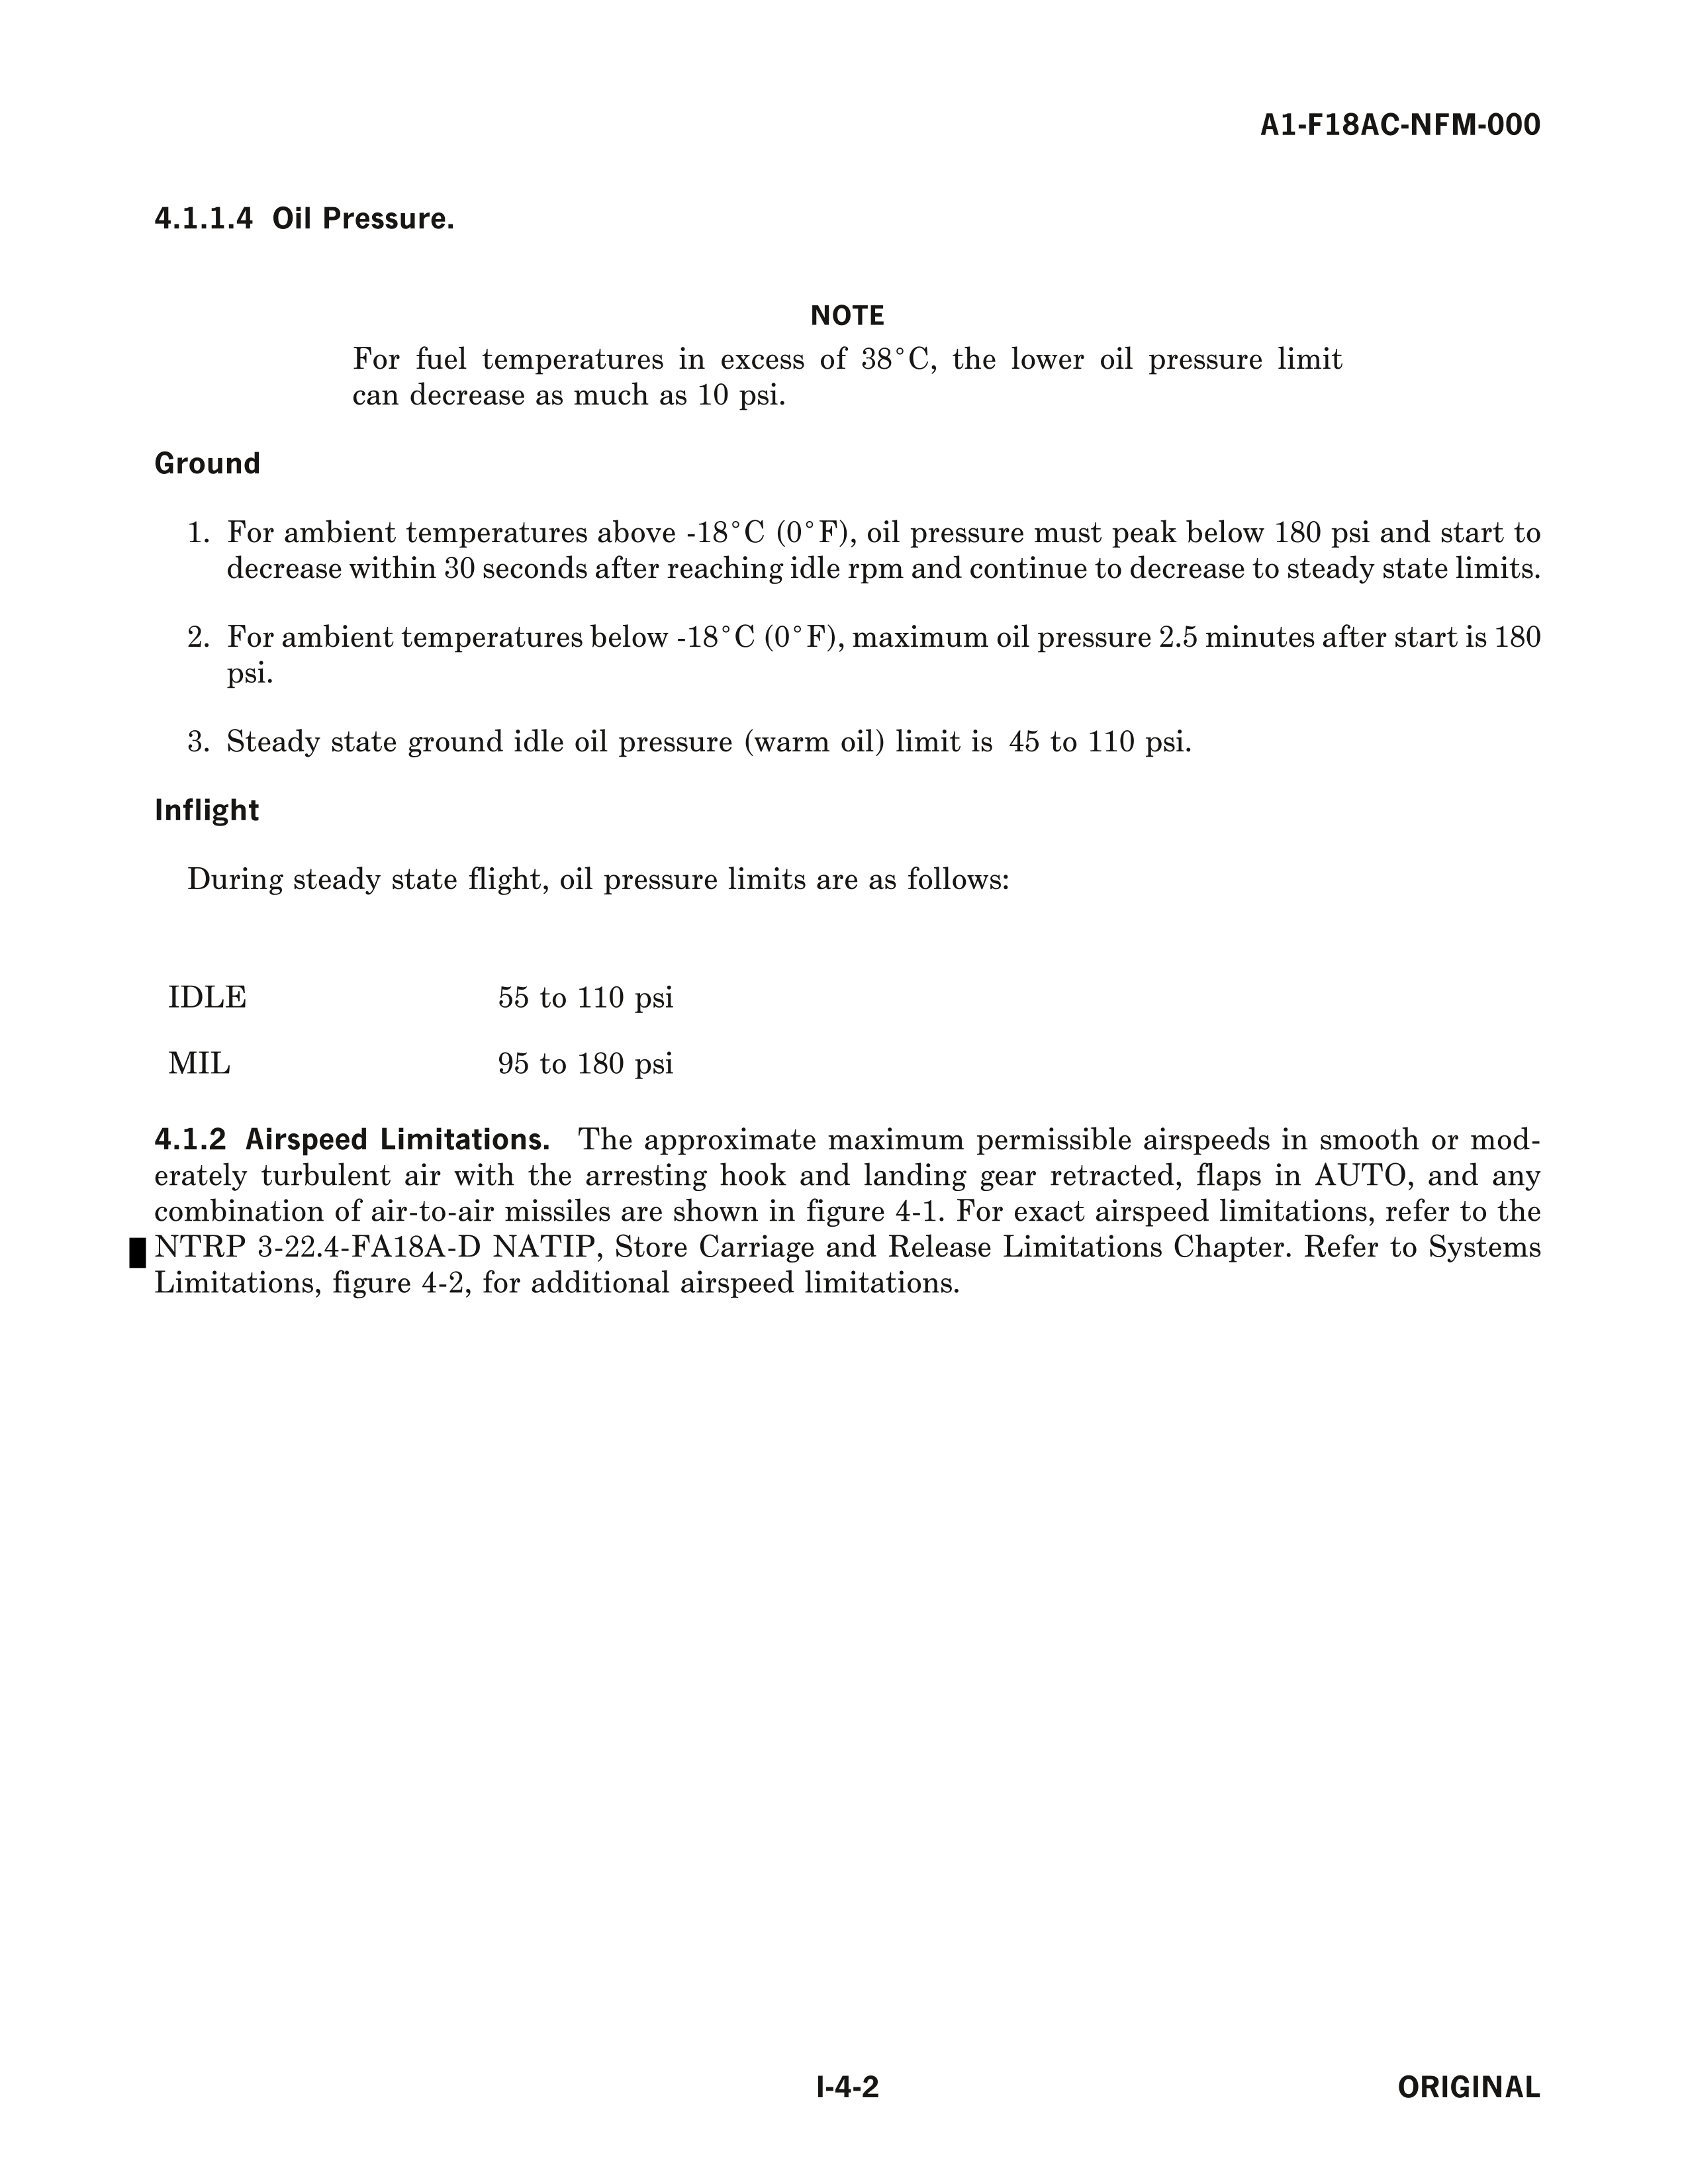 A1-F18AC-NFM-000
4.1.1.4 Oil Pressure.
NOTE
For fuel temperatures in excess of 38°C, the lower oil pressure limit
can decrease as much as 10 psi.
Ground
1. For ambient temperatures above -18°C (0°F), oil pressure must peak below 180 psi and start to
decrease within 30 seconds after reaching idle rpm and continue to decrease to steady state limits.
2. For ambient temperatures below -18°C (0°F), maximum oil pressure 2.5 minutes after start is 180
psi.
3. Steady state ground idle oil pressure (warm oil) limit is 45 to 110 psi.
Inflight
During steady state flight, oil pressure limits are as follows:
IDLE 55 to 110 psi
MIL 95 to 180 psi
4.1.2 Airspeed Limitations. The approximate maximum permissible airspeeds in smooth or mod-
erately turbulent air with the arresting hook and landing gear retracted, flaps in AUTO, and any
combination of air-to-air missiles are shown in figure 4-1. For exact airspeed limitations, refer to the
NTRP 3-22.4-FA18A-D NATIP, Store Carriage and Release Limitations Chapter. Refer to Systems
Limitations, figure 4-2, for additional airspeed limitations.
I-4-2 ORIGINAL